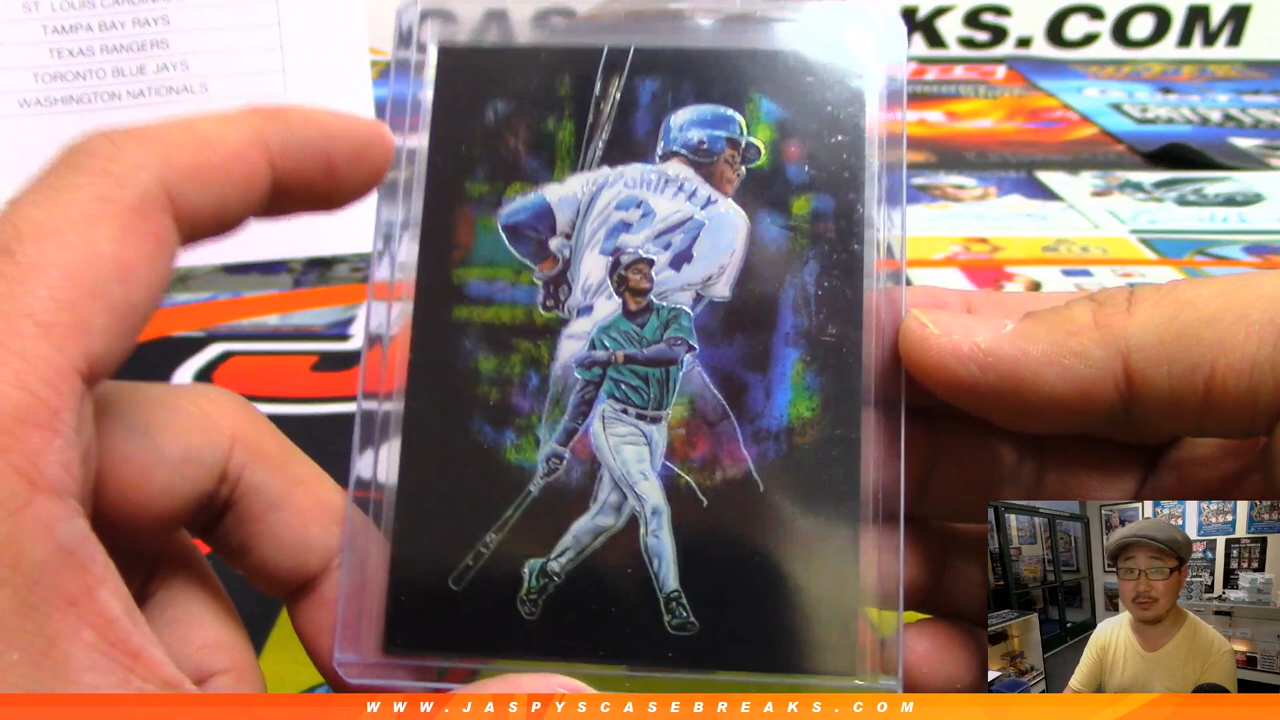 ST. LOUIS CARDINA
TAMPA BAY RAYS
TEXAS RANGERS
TORONTO BLUE JAYS
WASHINGTON NATIONALS
CAS
KS.COM
GRIFFEY
24
WWW.JASPYSCASEBREAKS.COM